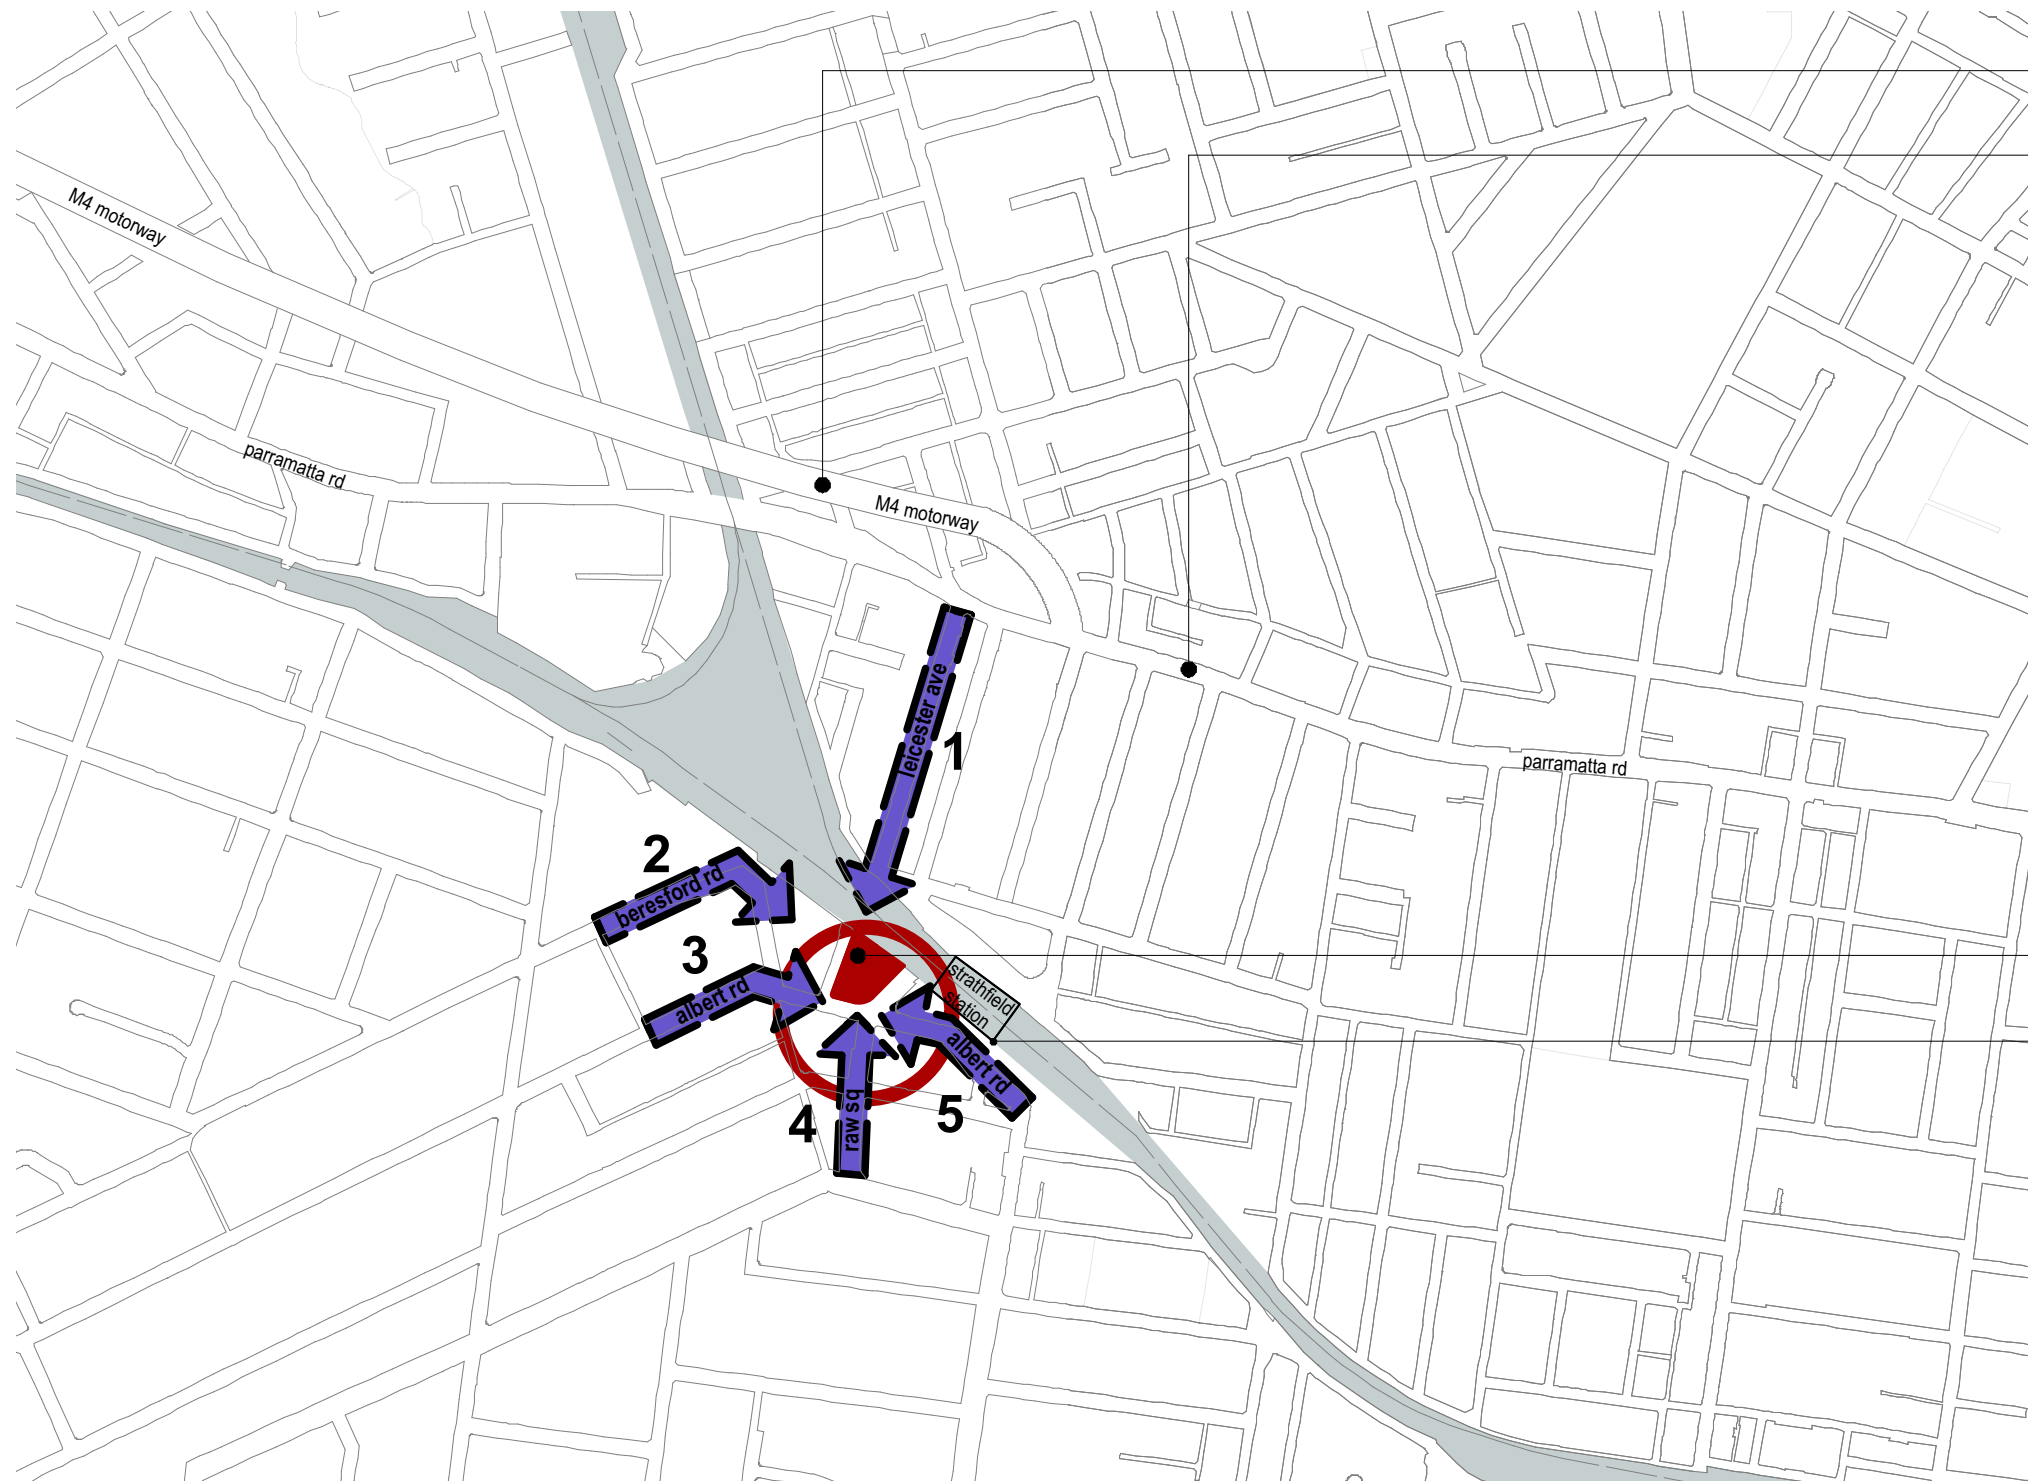 M4 motorway
parramatta rd
M4 motorway
leicester ave
1
parramatta rd
2
beresford rd
3
albert rd
strathfield
station
albert rd
4
raw sq
5